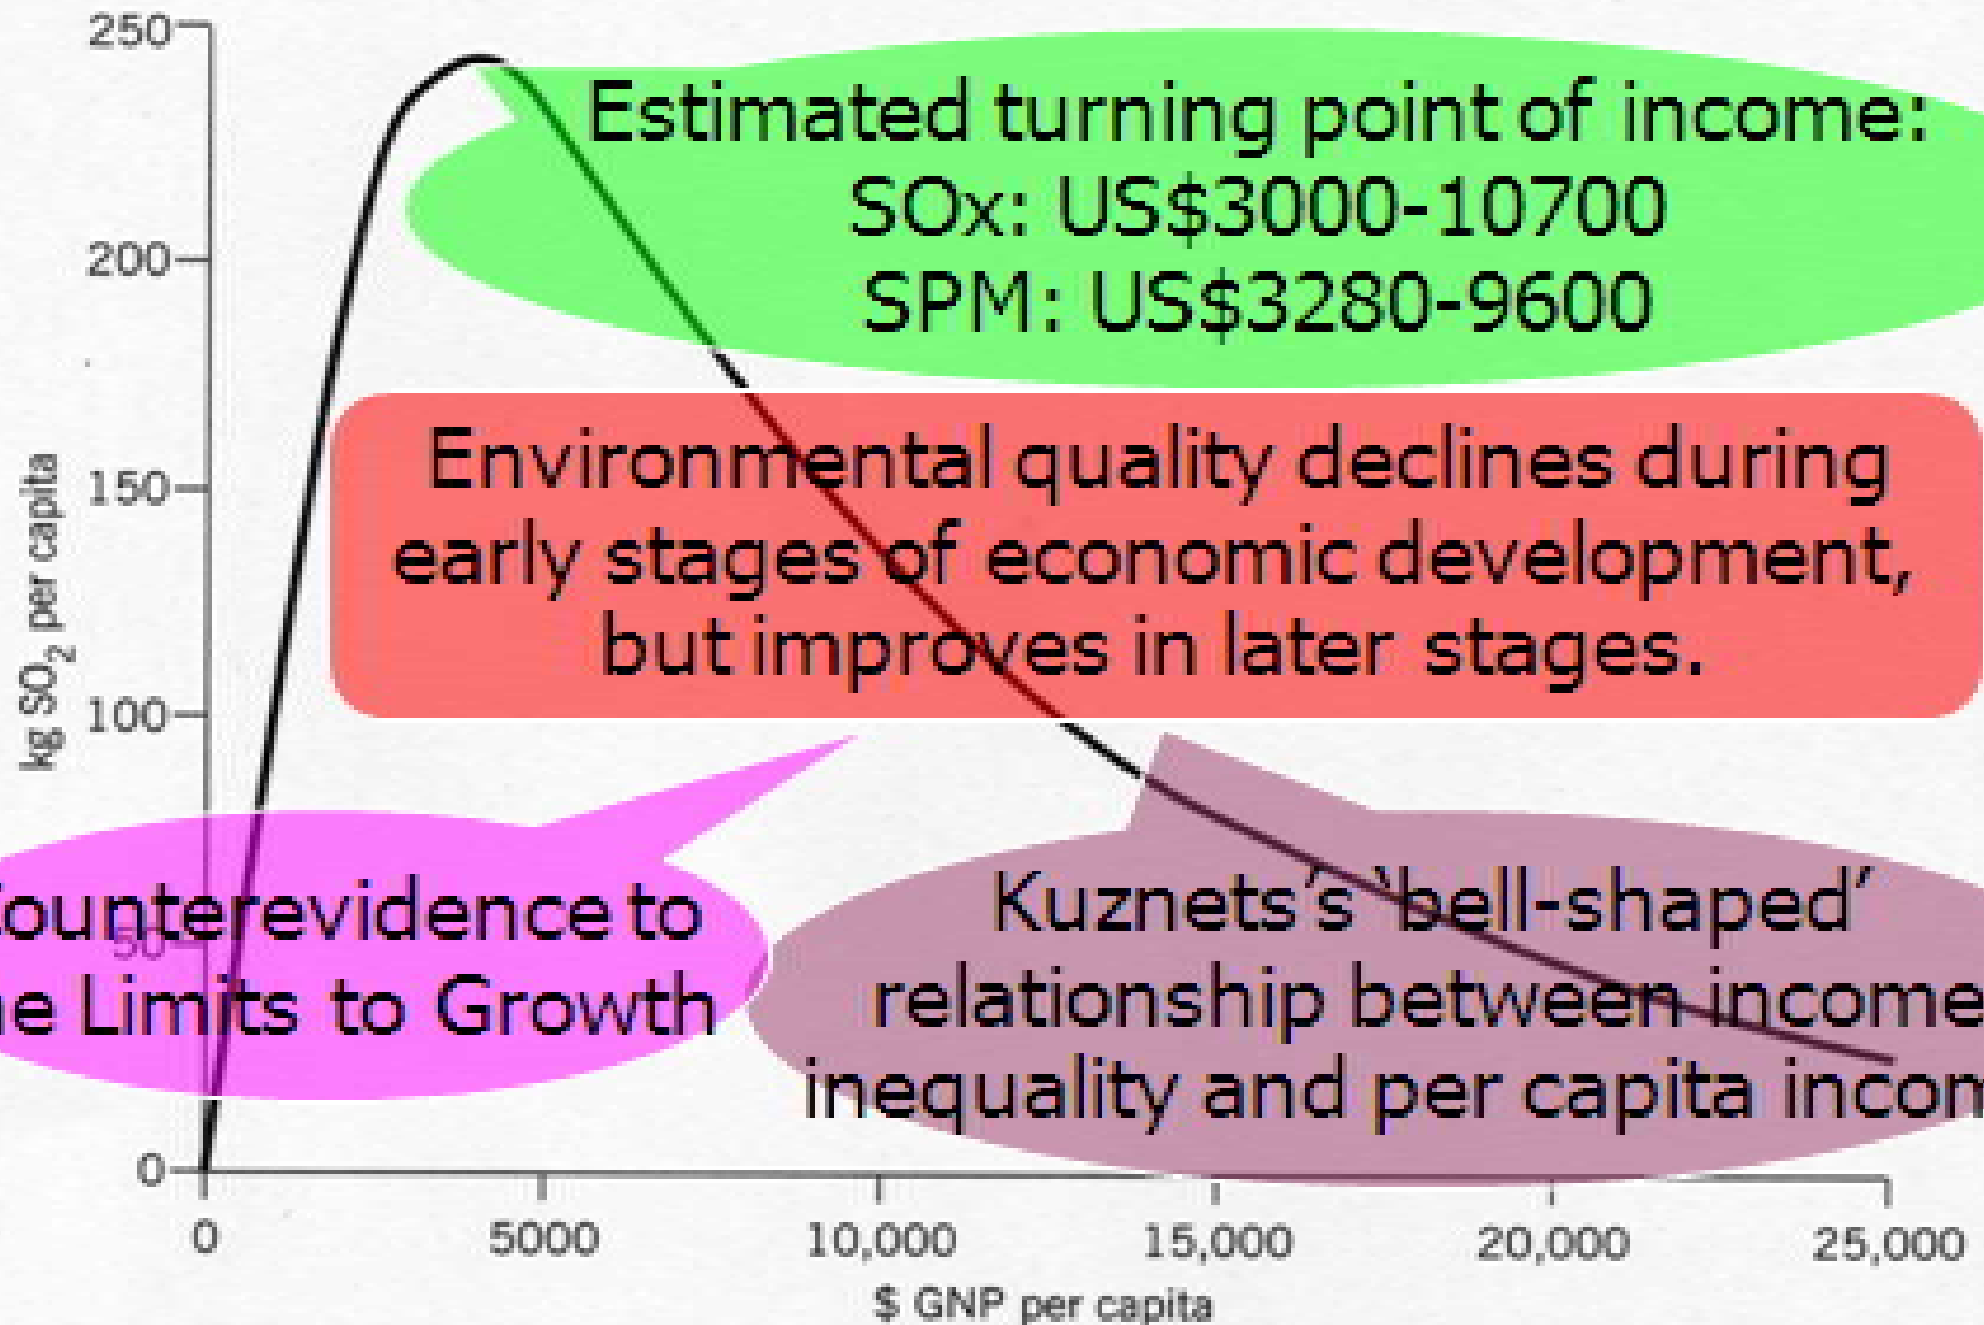 250
200
150
100
50
0
kg SO2 per capita
Estimated turning point of income:
SOx: US$3000-10700
SPM: US$3280-9600
Environmental quality declines during
early stages of economic development,
but improves in later stages.
ounterevidence to
e Limits to Growth
Kuznets's ‘bell-shaped’
relationship between income
inequality and per capita incom
0 5000 10,000 15,000 20,000 25,000
$ GNP per capita